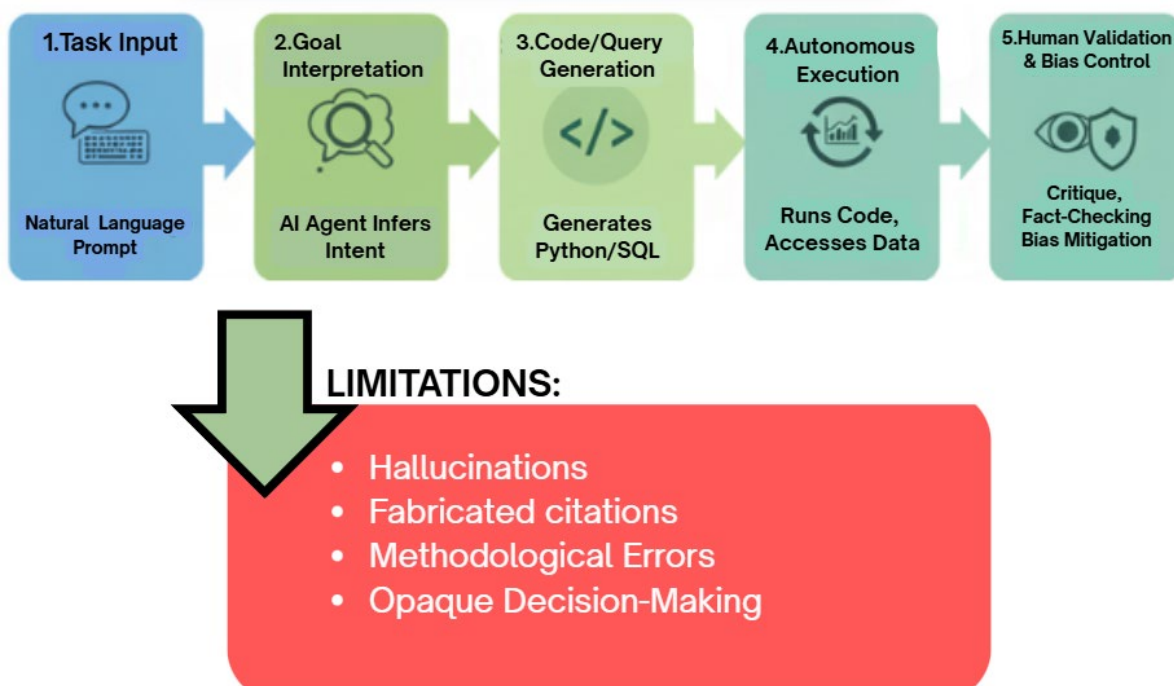 1.Task Input
Natural Language
Prompt
2.Goal
Interpretation
AI Agent Infers
Intent
3.Code/Query
Generation
</>
Generates
Python/SQL
4.Autonomous
Execution
Runs Code,
Accesses Data
5.Human Validation
& Bias Control
Critique,
Fact-Checking
Bias Mitigation
LIMITATIONS:
• Hallucinations
• Fabricated citations
• Methodological Errors
• Opaque Decision-Making